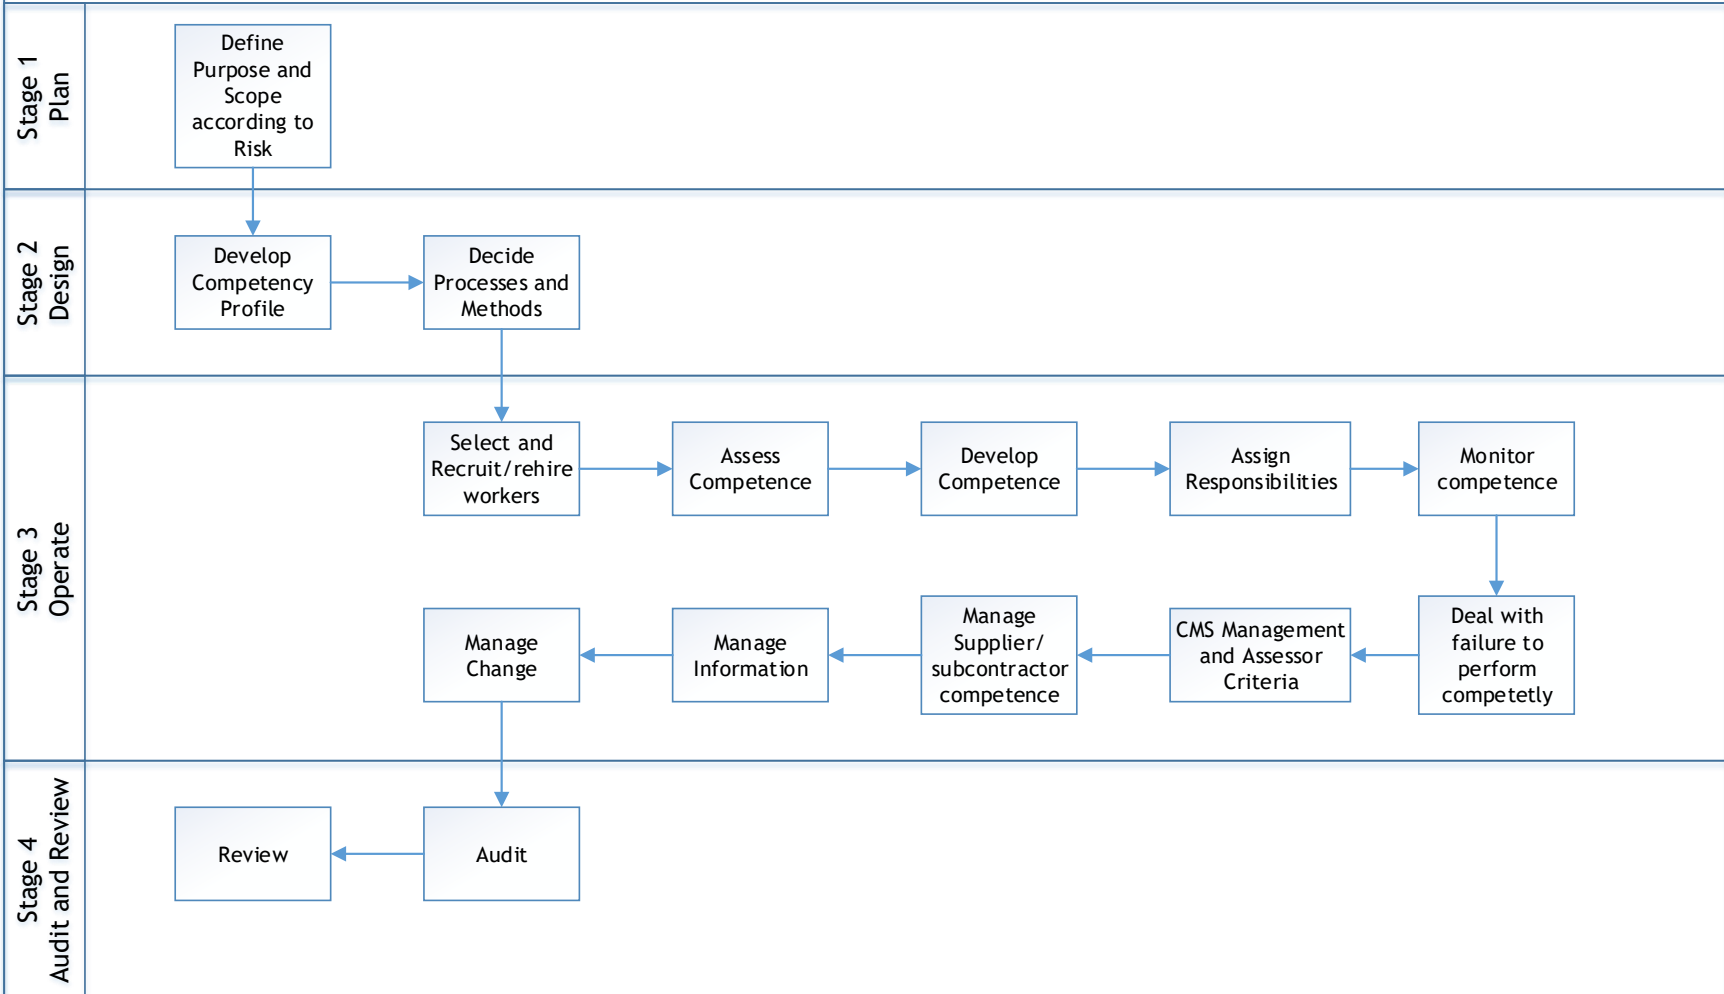 Stage 1
Plan
Define
Purpose and
Scope
according to
Risk
Stage 2
Design
Develop
Competency
Profile
Decide
Processes and
Methods
Stage 3
Operate
Select and
Recruit/rehire
workers
Assess
Competence
Develop
Competence
Assign
Responsibilities
Monitor
competence
Deal with
failure to
perform
competetly
CMS Management
and Assessor
Criteria
Manage
Supplier/
subcontractor
competence
Manage
Information
Manage
Change
Stage 4
Audit and Review
Audit
Review